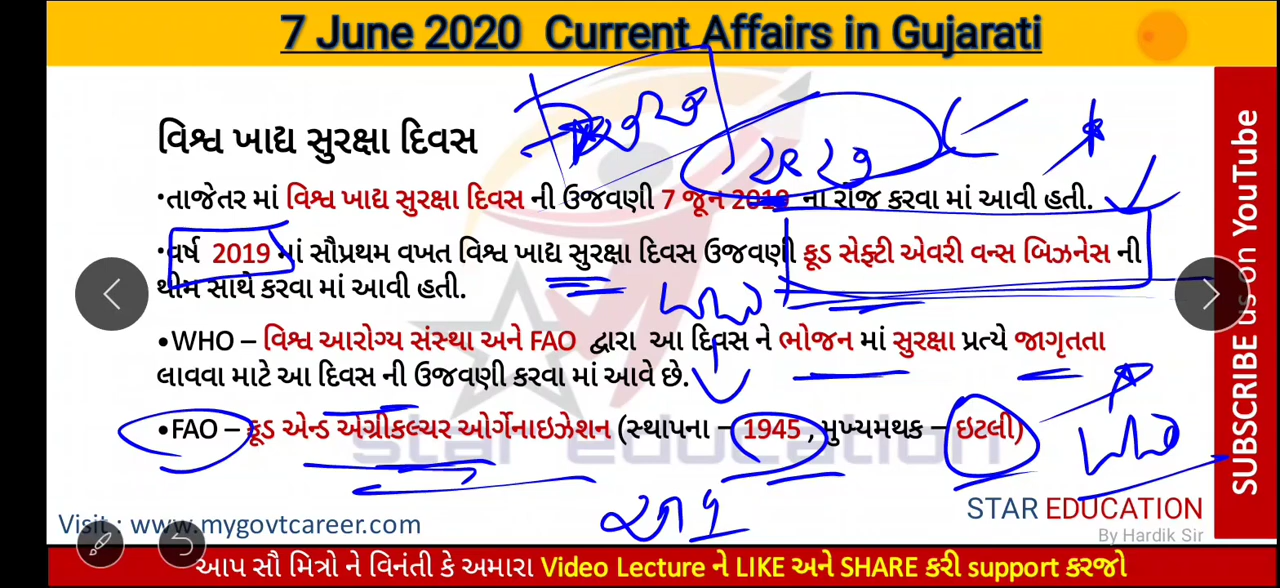 7 June 2020 Current Affairs in Gujarati
વિશ્વ ખાદ્ય સુરક્ષા દિવસ
•તાજેતર માં વિશ્વ ખાદ્ય સુરક્ષા દિવસ ની ઉજવણી 7 જૂન 2019 ના રોજ કરવા માં આવી હતી.
•વર્ષ 2019 માં સૌપ્રથમ વખત વિશ્વ ખાદ્ય સુરક્ષા દિવસ ઉજવણી ફૂડ સેફ્ટી એવરી વન્સ બિઝનેસ ની
થીમ સાથે કરવા માં આવી હતી.
•WHO – વિશ્વ આરોગ્ય સંસ્થા અને FAO દ્વારા આ દિવસ ને ભોજન માં સુરક્ષા પ્રત્યે જાગૃતતા
લાવવા માટે આ દિવસ ની ઉજવણી કરવા માં આવે છે.
•FAO – ફૂડ એન્ડ એગ્રીકલ્ચર ઓર્ગેનાઇઝેશન (સ્થાપના – 1945 , મુખ્યમથક – ઇટલી)
star education
STAR EDUCATION
By Hardik Sir
Visit : www.mygovtcareer.com
આપ સૌ મિત્રો ને વિનંતી કે અમારા Video Lecture ને LIKE અને SHARE કરી support કરજો
SUBSCRIBE us on YouTube